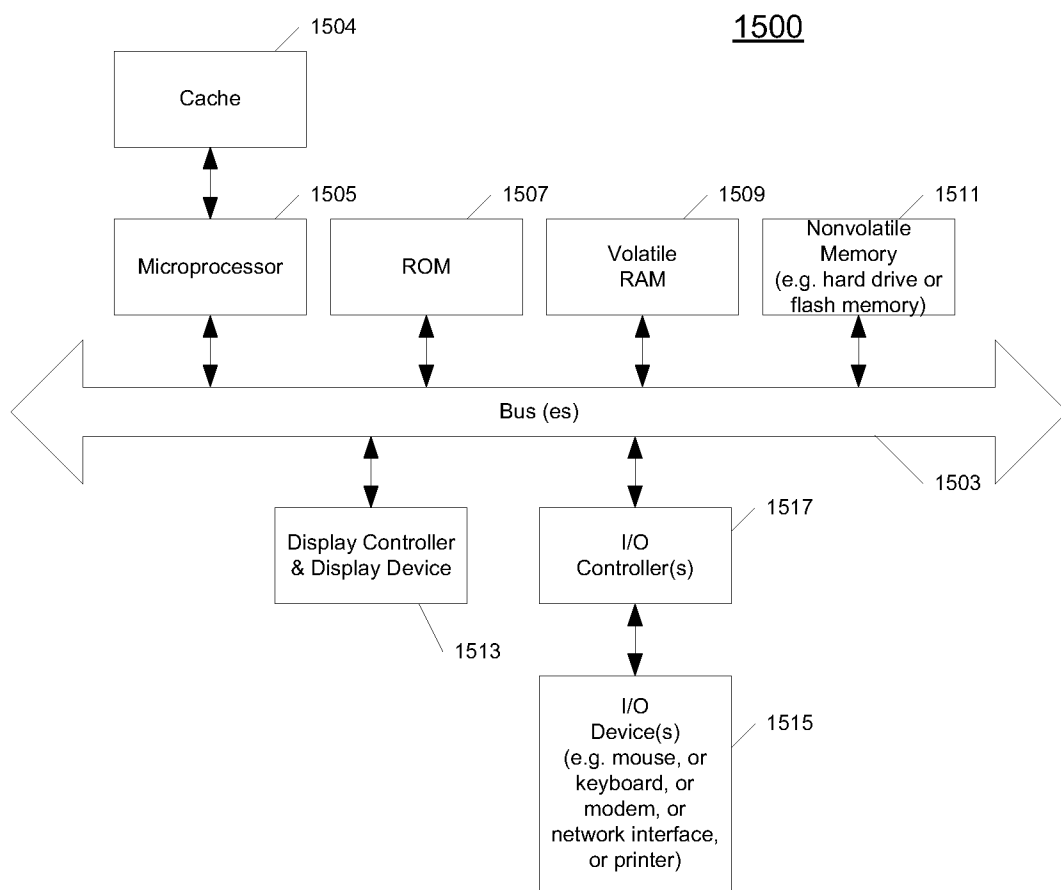 1504
1500
Cache
1505
1507
1509
1511
Microprocessor
ROM
Volatile
RAM
Nonvolatile
Memory
(e.g. hard drive or
flash memory)
Bus (es)
1503
Display Controller
& Display Device
1513
1517
I/O
Controller(s)
I/O
Device(s)
(e.g. mouse, or
keyboard, or
modem, or
network interface,
or printer)
1515